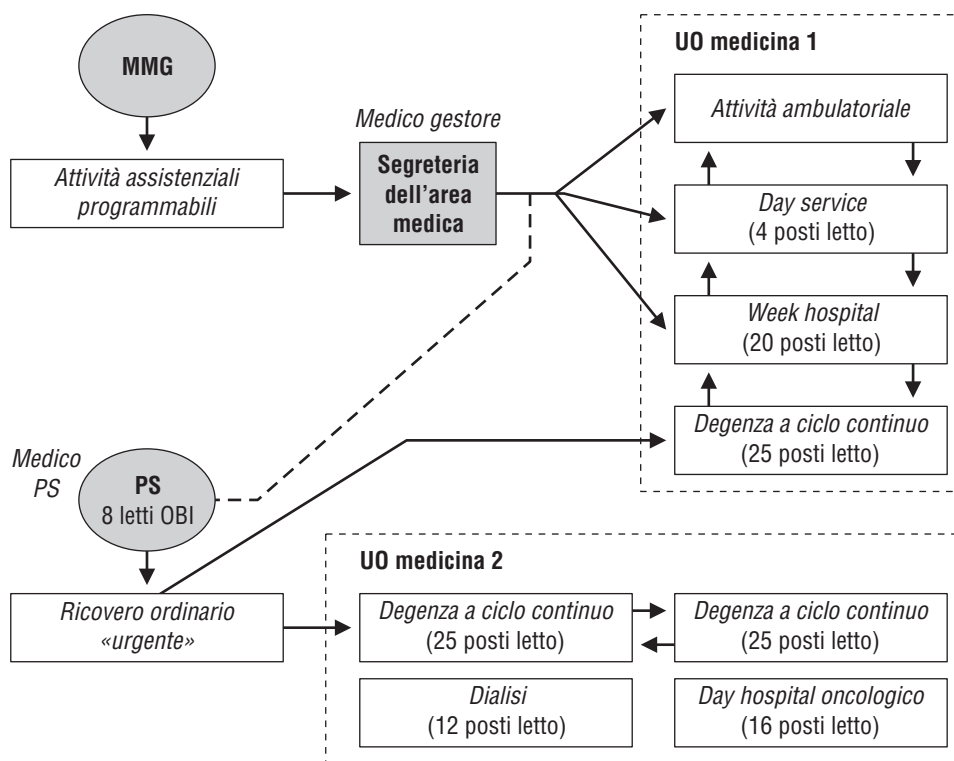 MMG
Attività assistenziali
programmabili
Medico gestore
Segreteria
dell’area
medica
UO medicina 1
Attività ambulatoriale
Day service
(4 posti letto)
Week hospital
(20 posti letto)
Degenza a ciclo continuo
(25 posti letto)
Medico
PS
PS
8 letti OBI
Ricovero ordinario
«urgente»
UO medicina 2
Degenza a ciclo continuo
(25 posti letto)
Degenza a ciclo continuo
(25 posti letto)
Dialisi
(12 posti letto)
Day hospital oncologico
(16 posti letto)